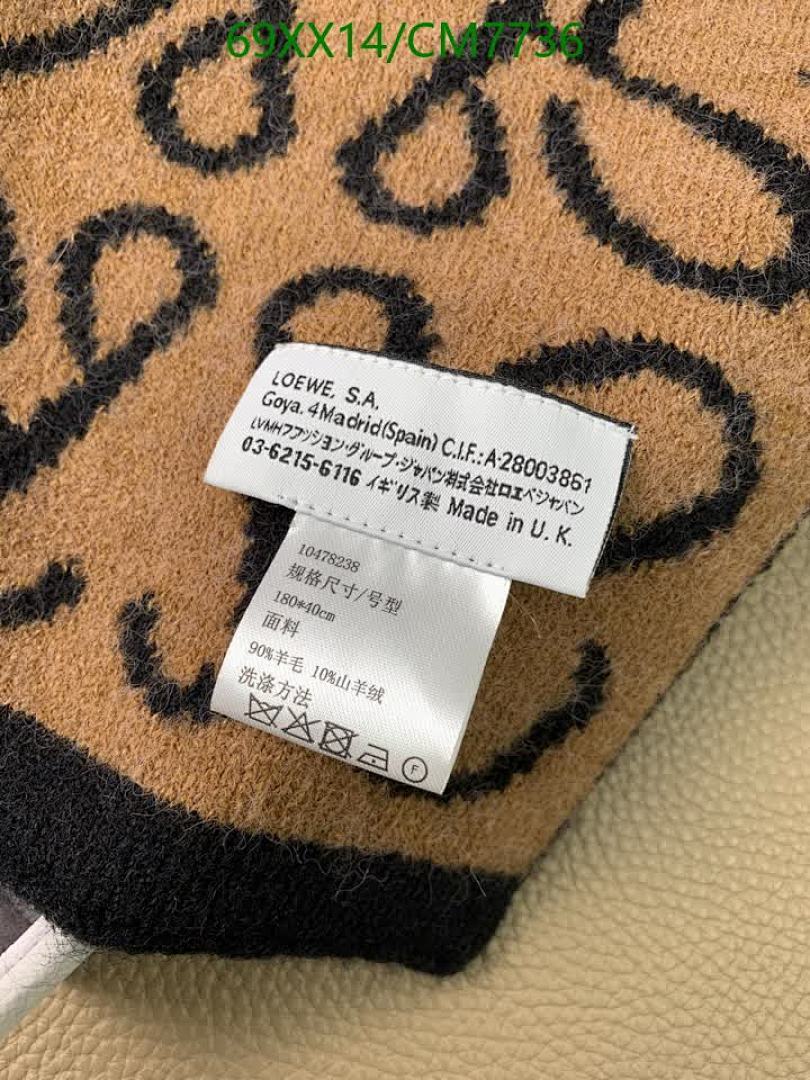 69XX14/CM7736
LOEWE, S.A.
Goya. 4Madrid(Spain) C.I.F.:A-28003861
LVMHファッション・グループ・ジャパン株式会社ロエベジャパン
03-6215-6116 イギリス製 Made in U. K.
10478238
规格尺寸/号型
180*40cm
面料
90%羊毛 10%山羊绒
洗涤方法
F